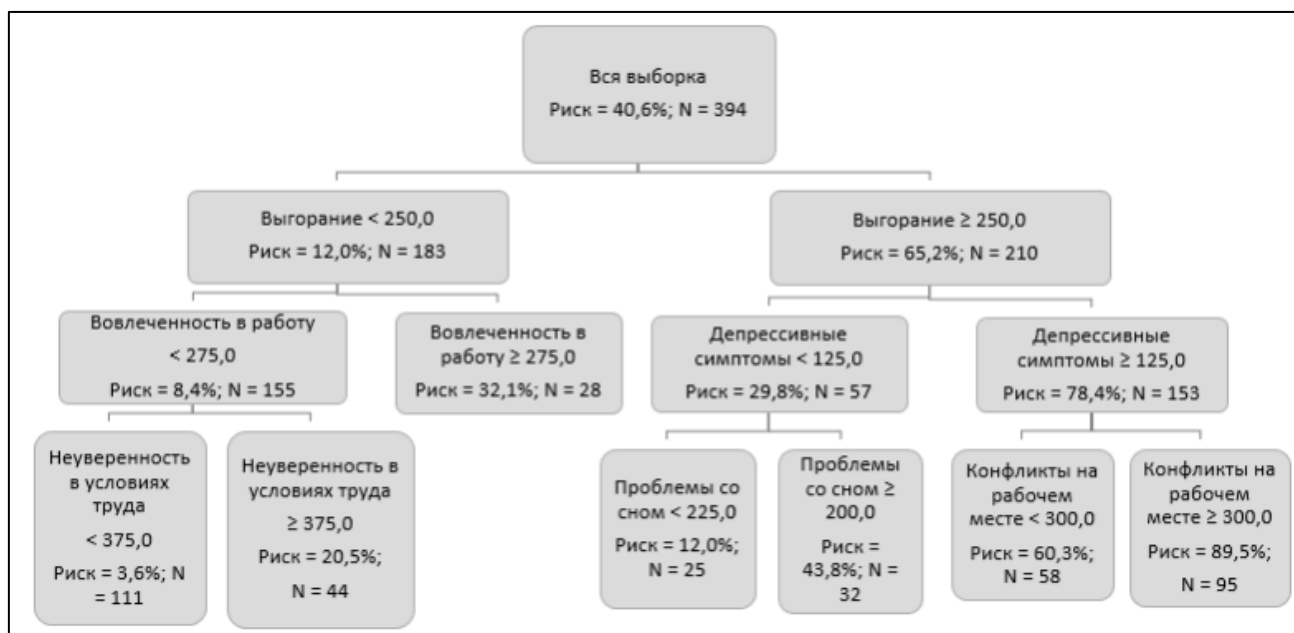 Вся выборка
Риск = 40,6%; N = 394
Выгорание < 250,0
Риск = 12,0%; N = 183
Выгорание ≥ 250,0
Риск = 65,2%; N = 210
Вовлеченность в работу
< 275,0
Риск = 8,4%; N = 155
Вовлеченность в
работу ≥ 275,0
Риск = 32,1%; N = 28
Депрессивные
симптомы < 125,0
Риск = 29,8%; N = 57
Депрессивные
симптомы ≥ 125,0
Риск = 78,4%; N = 153
Неуверенность
в условиях
труда
< 375,0
Риск = 3,6%; N
= 111
Неуверенность в
условиях труда
≥ 375,0
Риск = 20,5%;
N = 44
Проблемы со
сном < 225,0
Риск = 12,0%;
N = 25
Проблемы
со сном ≥
200,0
Риск =
43,8%; N =
32
Конфликты на
рабочем
месте < 300,0
Риск = 60,3%; N
= 58
Конфликты на
рабочем
месте ≥ 300,0
Риск = 89,5%;
N = 95